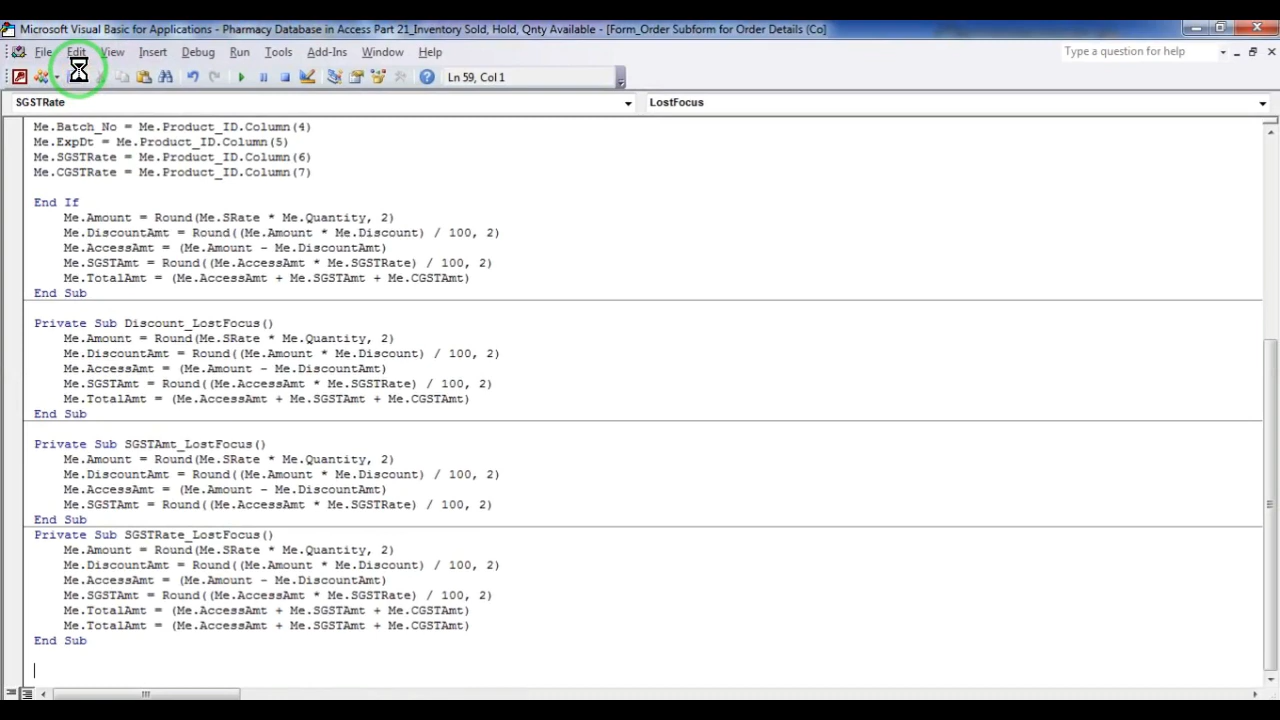 Microsoft Visual Basic for Applications - Pharmacy Database in Access Part 21_Inventory Sold, Hold, Qnty Available - [Form_Order Subform for Order Details (Co]
File Edit View Insert Format Debug Run Tools Add-Ins Window Help
Type a question for help
Ln 59, Col 1
SGSTRate LostFocus
Me.Batch_No = Me.Product_ID.Column(4)
Me.ExpDt = Me.Product_ID.Column(5)
Me.SGSTRate = Me.Product_ID.Column(6)
Me.CGSTRate = Me.Product_ID.Column(7)
End If
Me.Amount = Round(Me.SRate * Me.Quantity, 2)
Me.DiscountAmt = Round((Me.Amount * Me.Discount) / 100, 2)
Me.AccessAmt = (Me.Amount - Me.DiscountAmt)
Me.SGSTAmt = Round((Me.AccessAmt * Me.SGSTRate) / 100, 2)
Me.TotalAmt = (Me.AccessAmt + Me.SGSTAmt + Me.CGSTAmt)
End Sub
Private Sub Discount_LostFocus()
Me.Amount = Round(Me.SRate * Me.Quantity, 2)
Me.DiscountAmt = Round((Me.Amount * Me.Discount) / 100, 2)
Me.AccessAmt = (Me.Amount - Me.DiscountAmt)
Me.SGSTAmt = Round((Me.AccessAmt * Me.SGSTRate) / 100, 2)
Me.TotalAmt = (Me.AccessAmt + Me.SGSTAmt + Me.CGSTAmt)
End Sub
Private Sub SGSTAmt_LostFocus()
Me.Amount = Round(Me.SRate * Me.Quantity, 2)
Me.DiscountAmt = Round((Me.Amount * Me.Discount) / 100, 2)
Me.AccessAmt = (Me.Amount - Me.DiscountAmt)
Me.SGSTAmt = Round((Me.AccessAmt * Me.SGSTRate) / 100, 2)
End Sub
Private Sub SGSTRate_LostFocus()
Me.Amount = Round(Me.SRate * Me.Quantity, 2)
Me.DiscountAmt = Round((Me.Amount * Me.Discount) / 100, 2)
Me.AccessAmt = (Me.Amount - Me.DiscountAmt)
Me.SGSTAmt = Round((Me.AccessAmt * Me.SGSTRate) / 100, 2)
Me.TotalAmt = (Me.AccessAmt + Me.SGSTAmt + Me.CGSTAmt)
Me.TotalAmt = (Me.AccessAmt + Me.SGSTAmt + Me.CGSTAmt)
End Sub